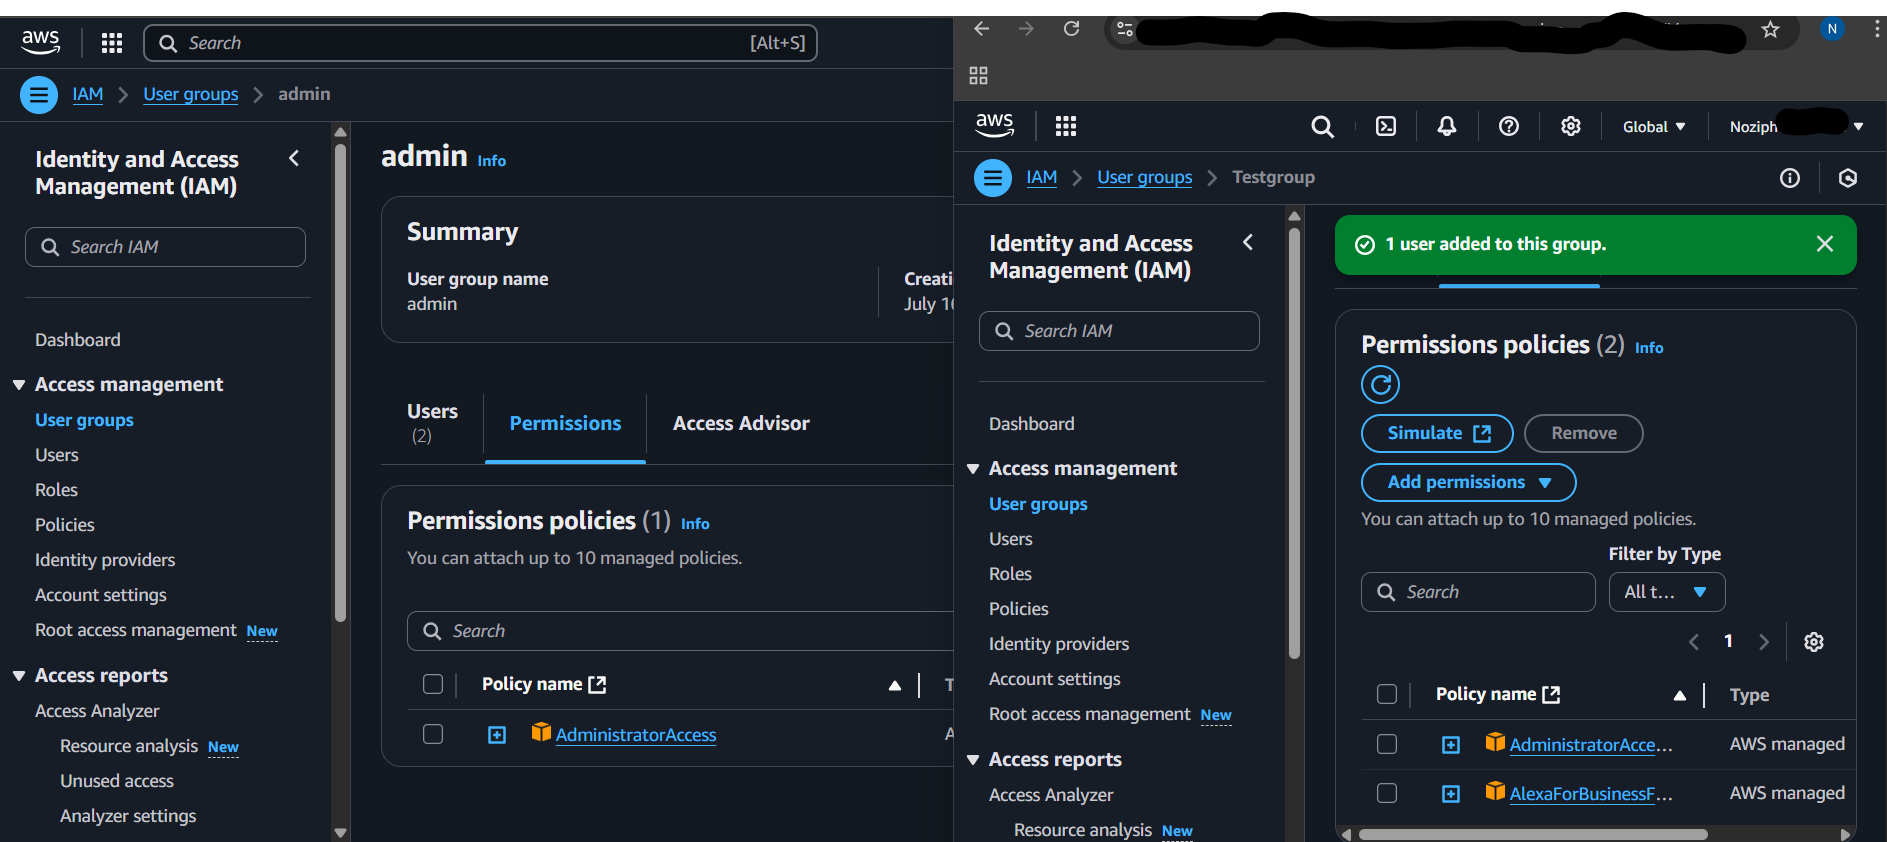 aws
Search
[Alt+S]
IAM
User groups
admin
Identity and Access
Management (IAM)
Search IAM
Dashboard
Access management
User groups
Users
Roles
Policies
Identity providers
Account settings
Root access management New
Access reports
Access Analyzer
Resource analysis New
Unused access
Analyzer settings
admin Info
Summary
User group name
admin
Creati
July 16
Users
(2)
Permissions
Access Advisor
Permissions policies (1) Info
You can attach up to 10 managed policies.
Search
Policy name
AdministratorAccess
N
aws
Global
Noziph
IAM
User groups
Testgroup
Identity and Access
Management (IAM)
Search IAM
Dashboard
Access management
User groups
Users
Roles
Policies
Identity providers
Account settings
Root access management New
Access reports
Access Analyzer
Resource analysis New
1 user added to this group.
Permissions policies (2) Info
Simulate
Remove
Add permissions
You can attach up to 10 managed policies.
Filter by Type
Search
All t...
1
Policy name
Type
AdministratorAcce...
AWS managed
AlexaForBusinessF...
AWS managed